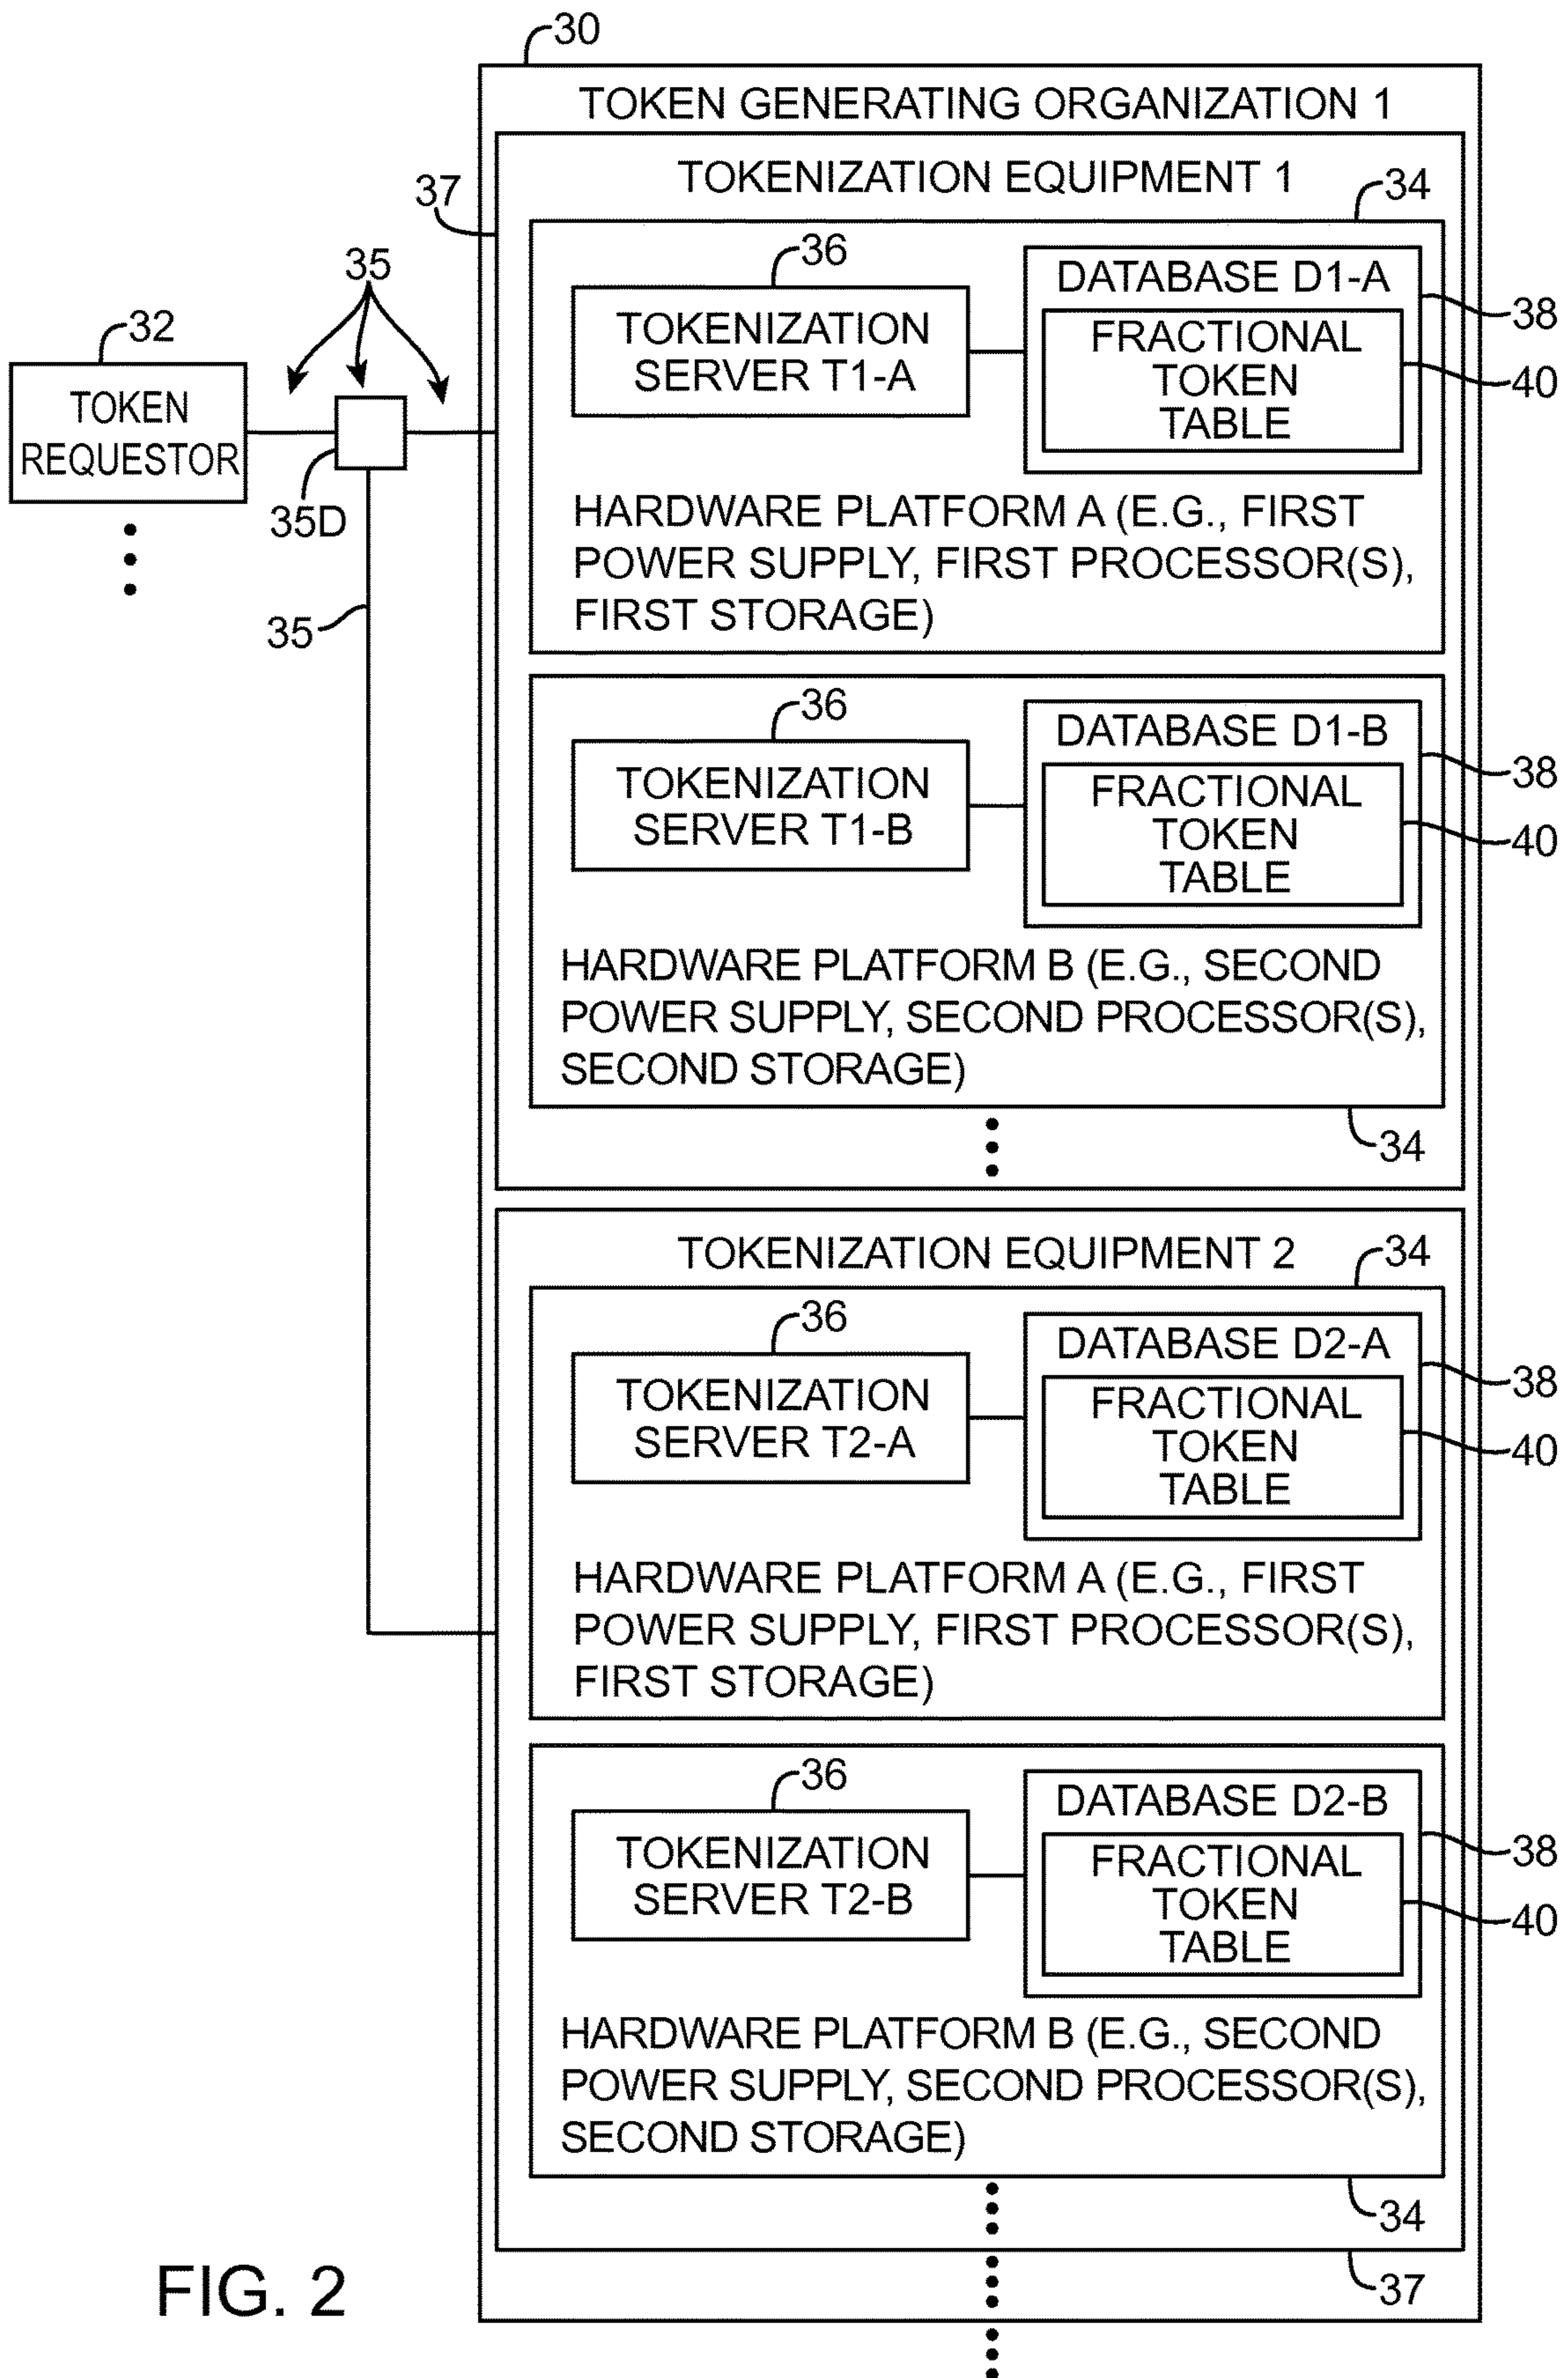 30
TOKEN GENERATING ORGANIZATION 1
37
TOKENIZATION EQUIPMENT 1
34
36
TOKENIZATION
SERVER T1-A
DATABASE D1-A
38
FRACTIONAL
TOKEN
TABLE
40
HARDWARE PLATFORM A (E.G., FIRST
POWER SUPPLY, FIRST PROCESSOR(S),
FIRST STORAGE)
35
32
TOKEN
REQUESTOR
35D
35
36
TOKENIZATION
SERVER T1-B
DATABASE D1-B
38
FRACTIONAL
TOKEN
TABLE
40
HARDWARE PLATFORM B (E.G., SECOND
POWER SUPPLY, SECOND PROCESSOR(S),
SECOND STORAGE)
34
TOKENIZATION EQUIPMENT 2
34
36
TOKENIZATION
SERVER T2-A
DATABASE D2-A
38
FRACTIONAL
TOKEN
TABLE
40
HARDWARE PLATFORM A (E.G., FIRST
POWER SUPPLY, FIRST PROCESSOR(S),
FIRST STORAGE)
36
TOKENIZATION
SERVER T2-B
DATABASE D2-B
38
FRACTIONAL
TOKEN
TABLE
40
HARDWARE PLATFORM B (E.G., SECOND
POWER SUPPLY, SECOND PROCESSOR(S),
SECOND STORAGE)
34
37
FIG. 2